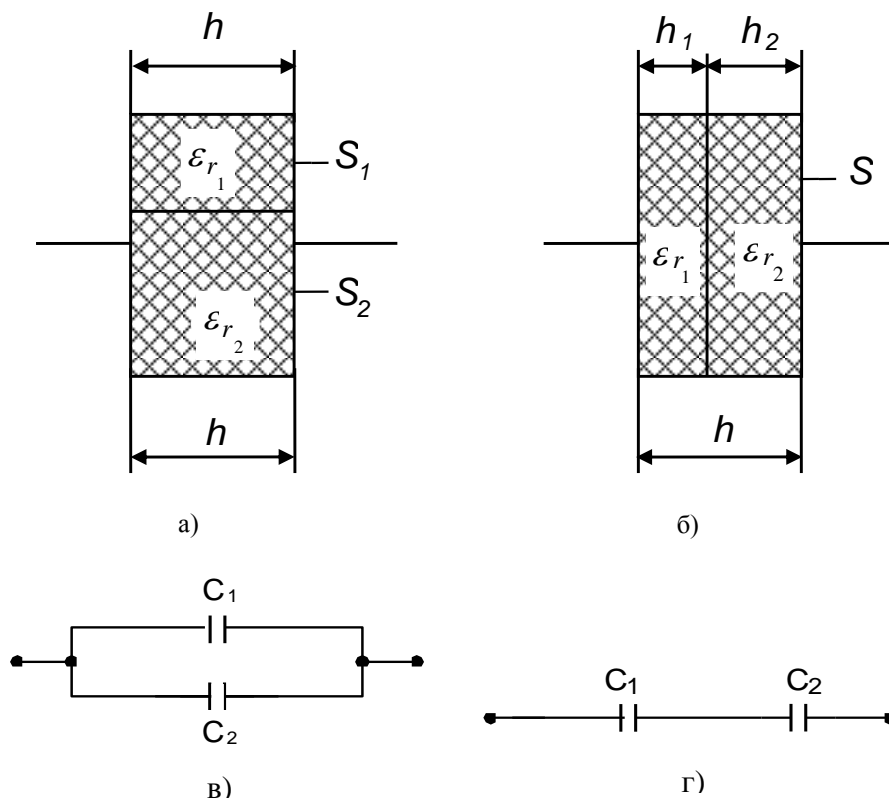 h
h₁ h₂
εr₁ S₁
S
εr₁ εr₂
εr₂ S₂
h h
а) б)
C₁
C₂
C₁ C₂
в) г)